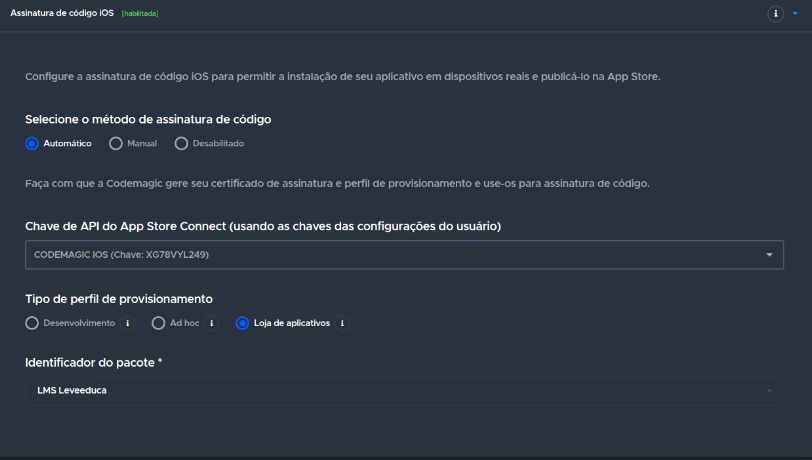 Assinatura de código iOS [habilitada]
Configure a assinatura de código iOS para permitir a instalação de seu aplicativo em dispositivos reais e publicá-lo na App Store.
Selecione o método de assinatura de código
Automático Manual Desabilitado
Faça com que a Codemagic gere seu certificado de assinatura e perfil de provisionamento e use-os para assinatura de código.
Chave de API do App Store Connect (usando as chaves das configurações do usuário)
CODEMAGIC IOS (Chave: XG78VYL249)
Tipo de perfil de provisionamento
Desenvolvimento Ad hoc Loja de aplicativos
Identificador do pacote *
LMS Leveeduca